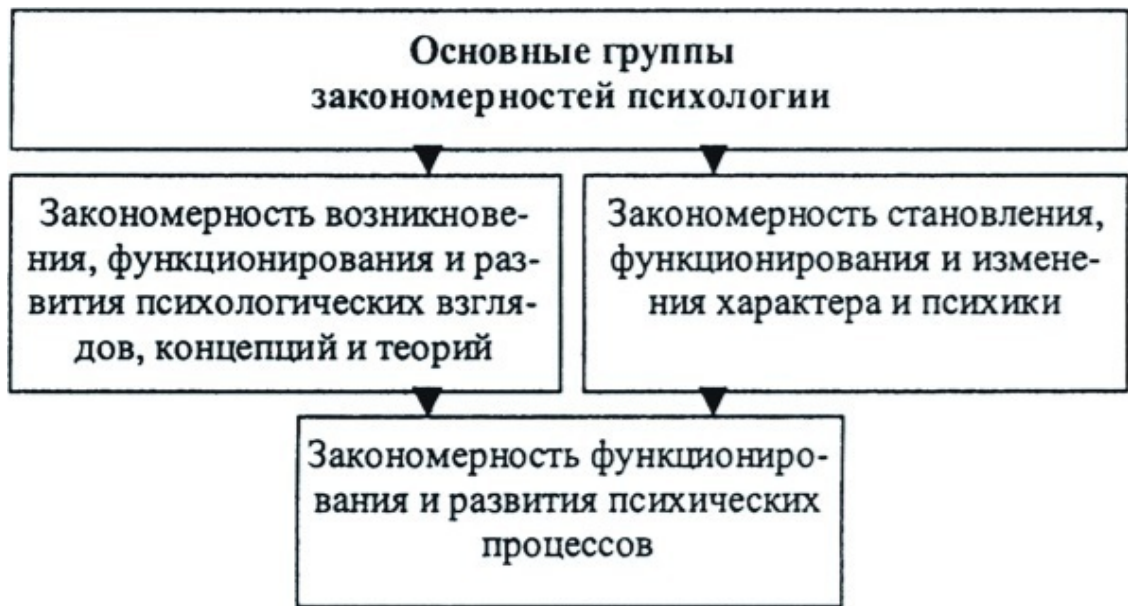 Основные группы
закономерностей психологии
Закономерность возникнове-
ния, функционирования и раз-
вития психологических взгля-
дов, концепций и теорий
Закономерность становления,
функционирования и измене-
ния характера и психики
Закономерность функциониро-
вания и развития психических
процессов